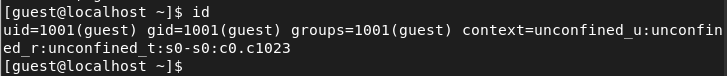 [guest@localhost ~]$ id
uid=1001(guest) gid=1001(guest) groups=1001(guest) context=unconfined_u:unconfin
ed_r:unconfined_t:s0-s0:c0.c1023
[guest@localhost ~]$